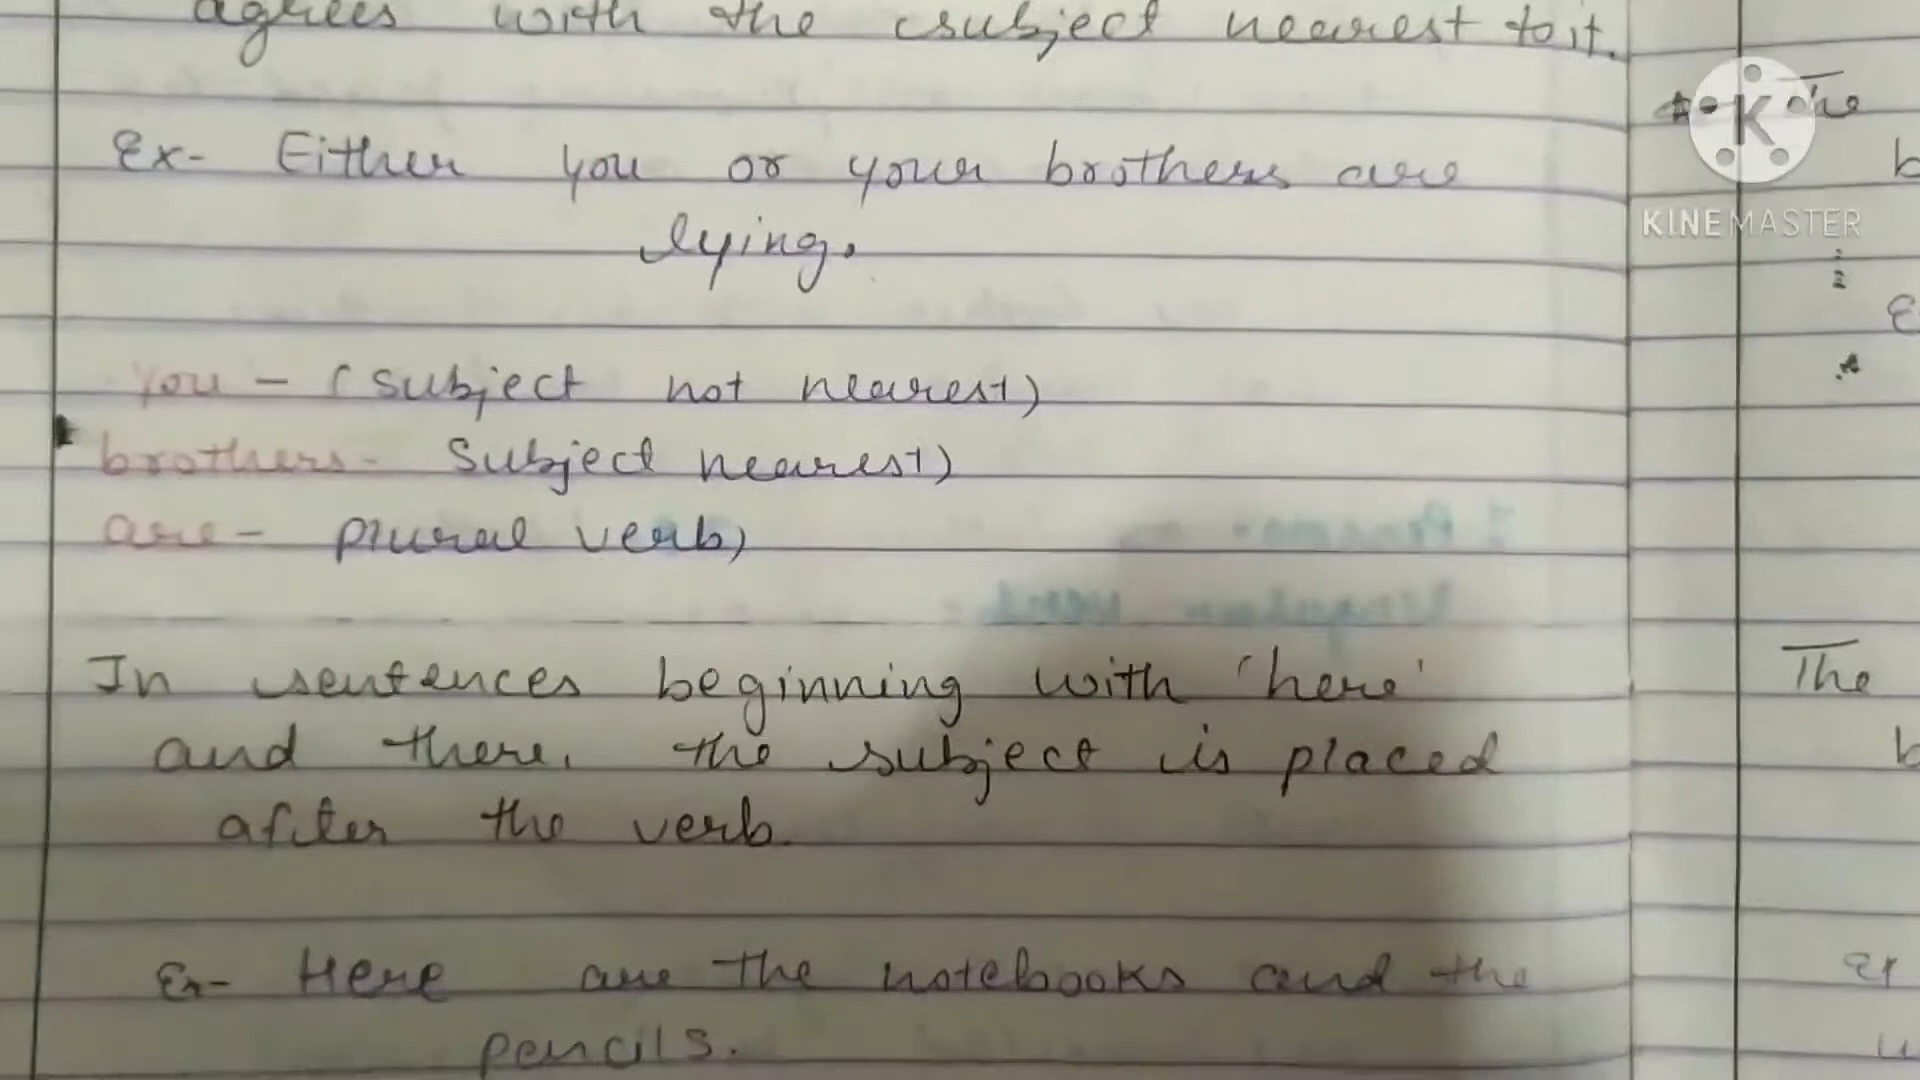 agrees with the subject nearest to it.
Ex- Either you or your brothers are
lying.
You - (subject not nearest)
brothers - Subject nearest)
are - plural verb)
In sentences beginning with 'here'
and there, the subject is placed
after the verb.
Ex- Here are the notebooks and the
pencils.
The
b
KINEMASTER
E
The
b
Ex